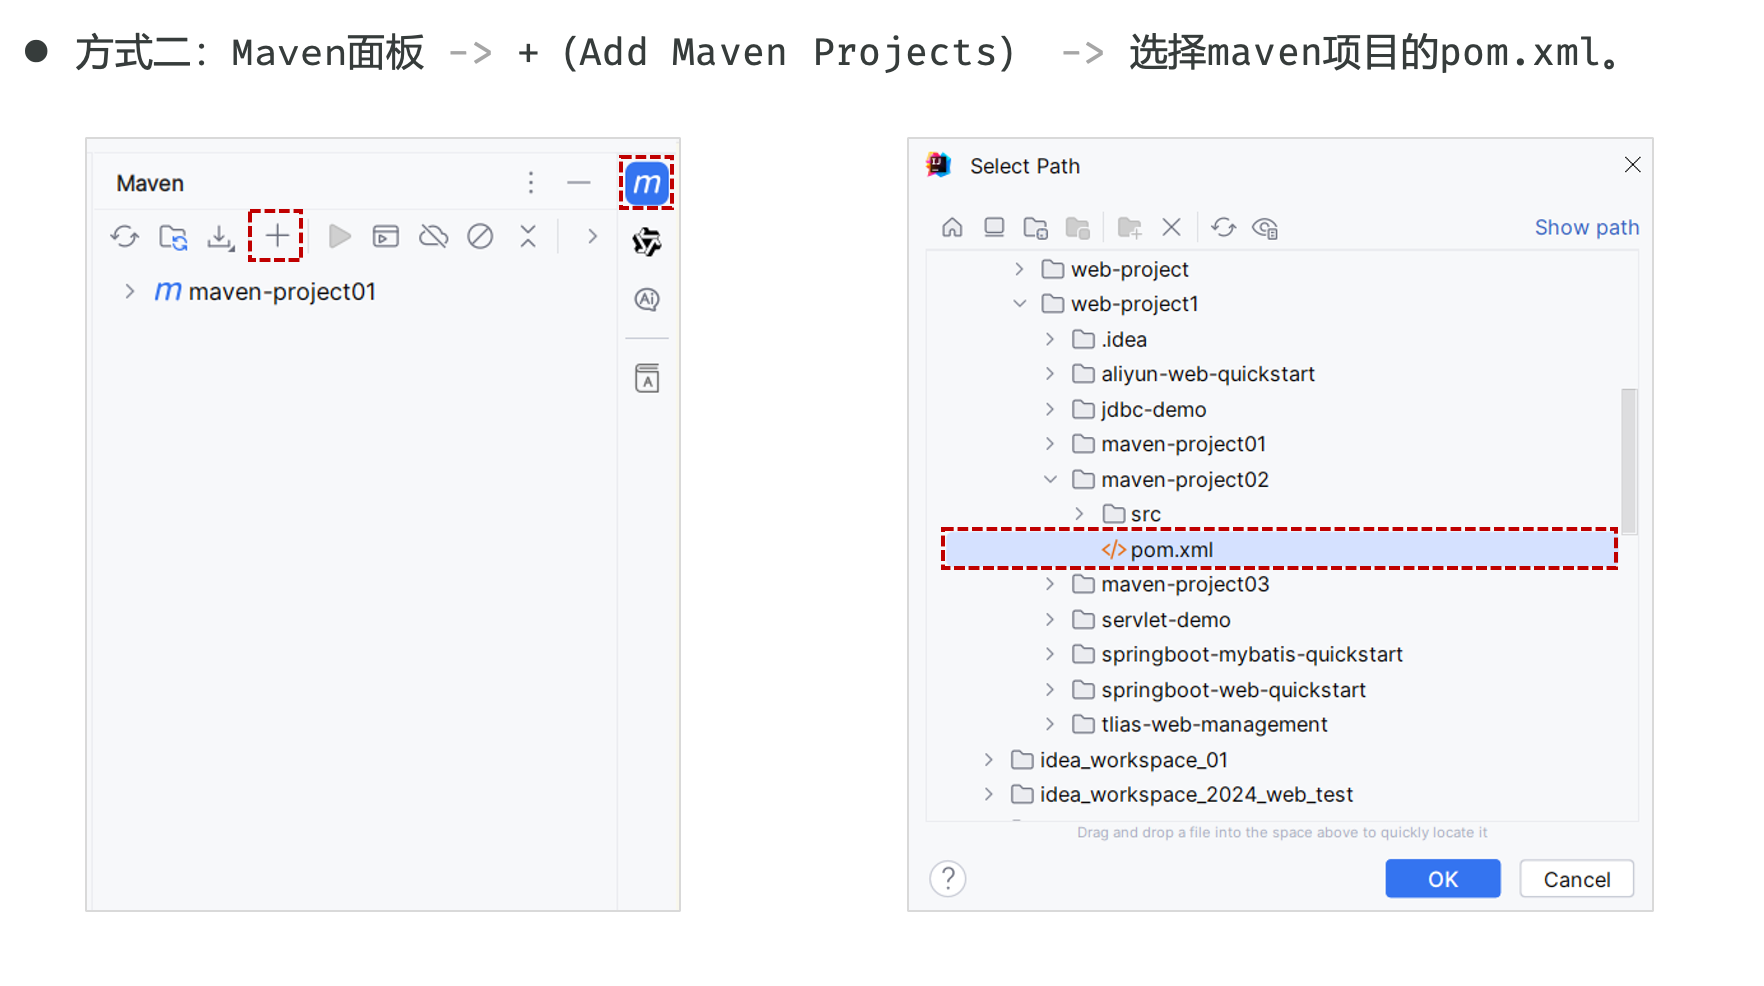 方式二：Maven面板 -> + (Add Maven Projects) -> 选择maven项目的pom.xml。
Maven
m
m maven-project01
Ai
A
Select Path
Show path
web-project
web-project1
.idea
aliyun-web-quickstart
jdbc-demo
maven-project01
maven-project02
src
</> pom.xml
maven-project03
servlet-demo
springboot-mybatis-quickstart
springboot-web-quickstart
tlias-web-management
idea_workspace_01
idea_workspace_2024_web_test
Drag and drop a file into the space above to quickly locate it
?
OK
Cancel